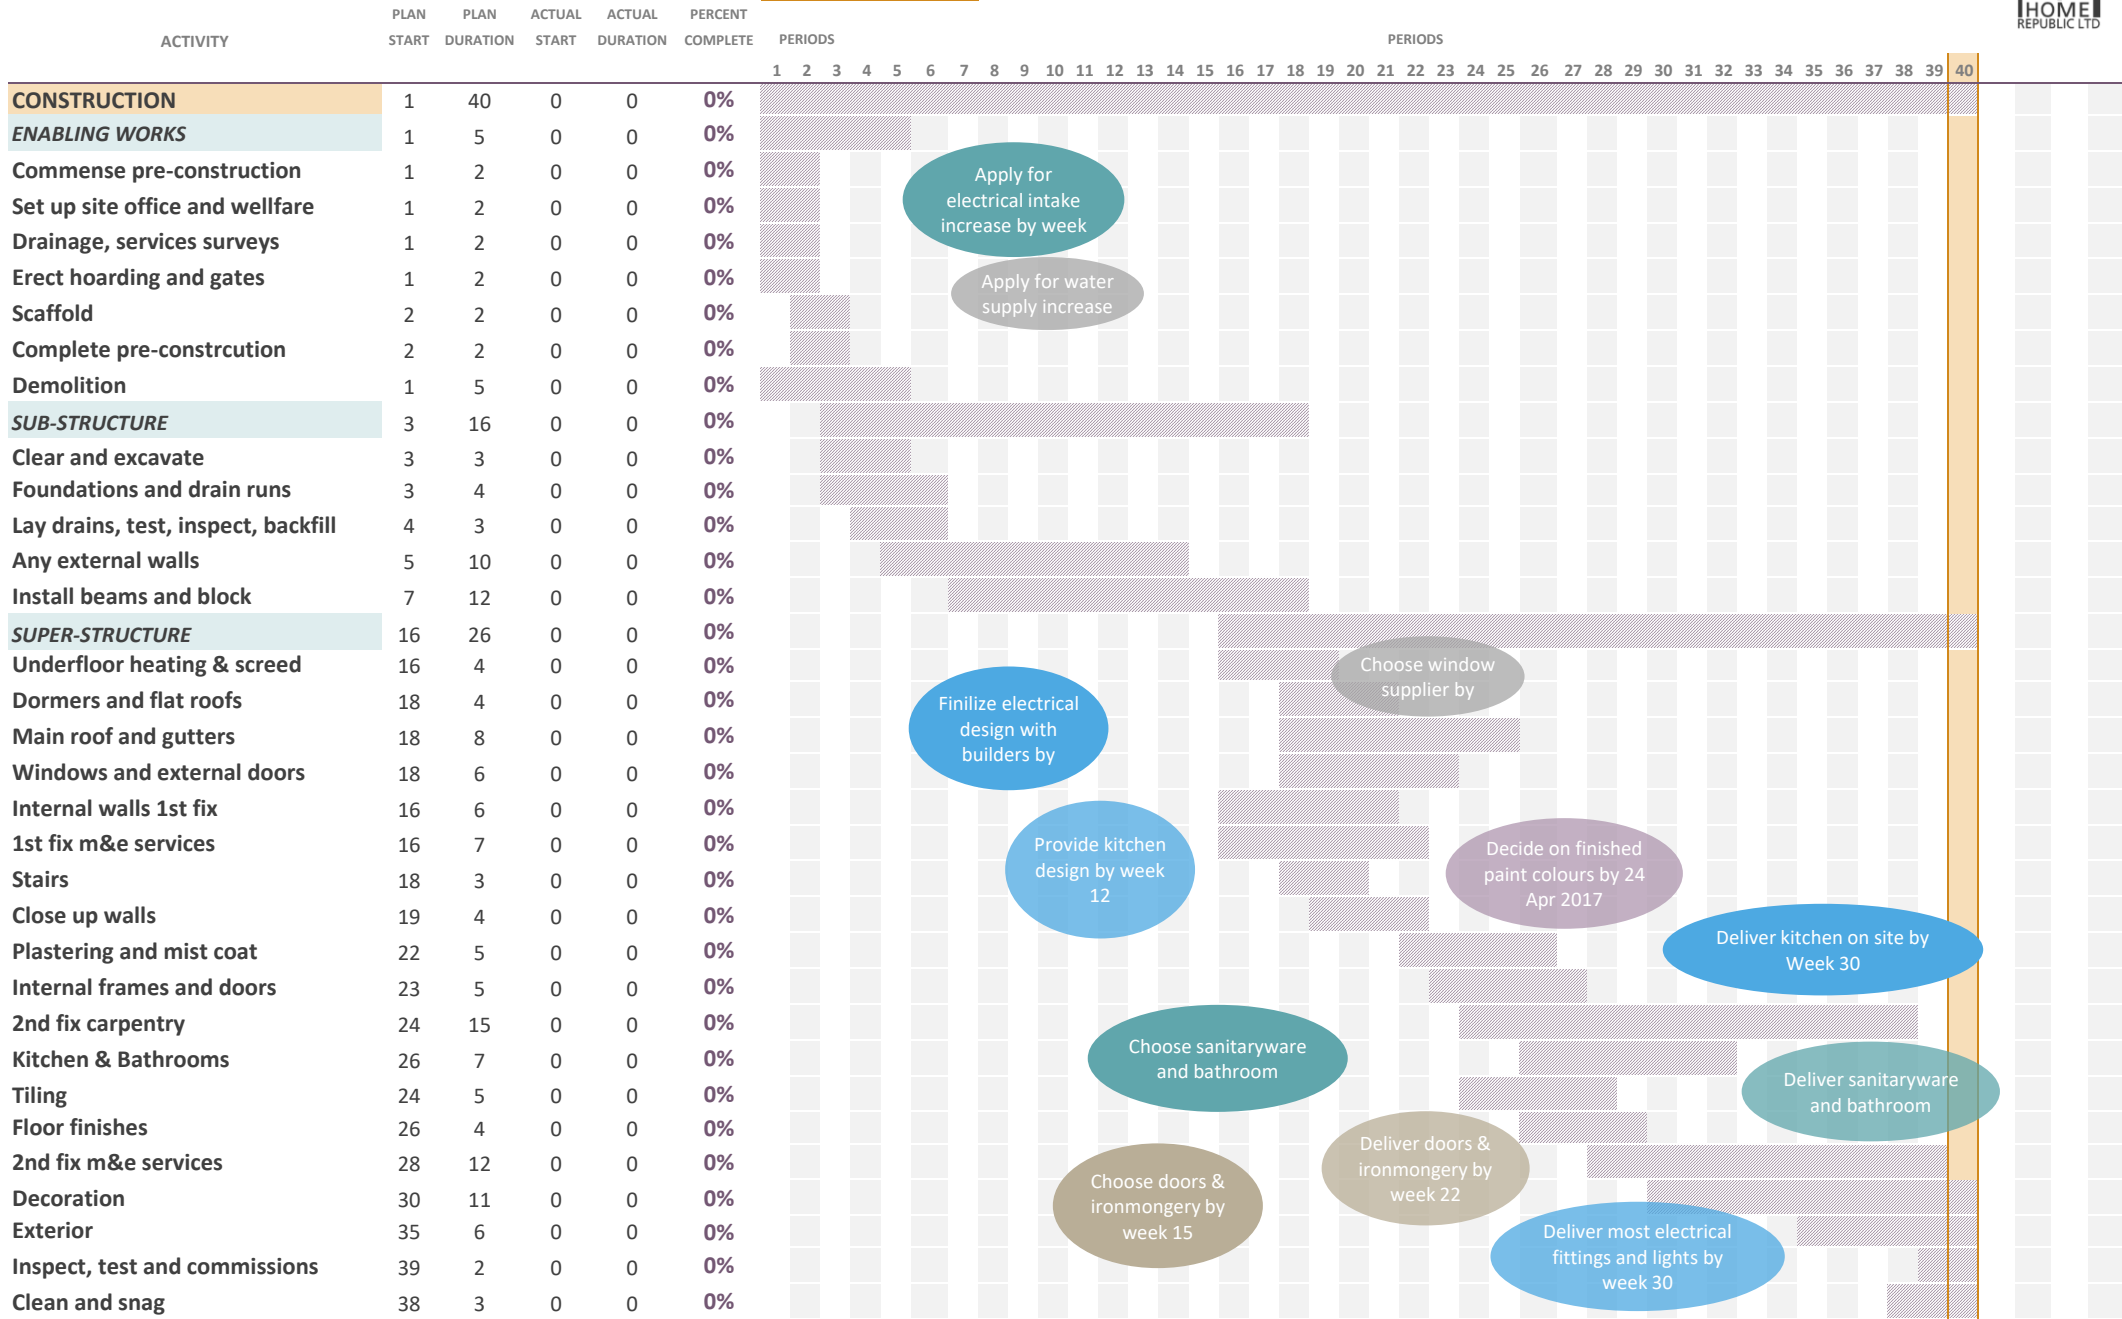 HOME
REPUBLIC LTD
PLAN PLAN ACTUAL ACTUAL PERCENT
ACTIVITY START DURATION START DURATION COMPLETE PERIODS PERIODS
1 2 3 4 5 6 7 8 9 10 11 12 13 14 15 16 17 18 19 20 21 22 23 24 25 26 27 28 29 30 31 32 33 34 35 36 37 38 39 40
CONSTRUCTION 1 40 0 0 0%
ENABLING WORKS 1 5 0 0 0%
Commense pre-construction 1 2 0 0 0%
Set up site office and wellfare 1 2 0 0 0%
Drainage, services surveys 1 2 0 0 0%
Erect hoarding and gates 1 2 0 0 0%
Scaffold 2 2 0 0 0%
Complete pre-constrcution 2 2 0 0 0%
Demolition 1 5 0 0 0%
SUB-STRUCTURE 3 16 0 0 0%
Clear and excavate 3 3 0 0 0%
Foundations and drain runs 3 4 0 0 0%
Lay drains, test, inspect, backfill 4 3 0 0 0%
Any external walls 5 10 0 0 0%
Install beams and block 7 12 0 0 0%
SUPER-STRUCTURE 16 26 0 0 0%
Underfloor heating & screed 16 4 0 0 0%
Dormers and flat roofs 18 4 0 0 0%
Main roof and gutters 18 8 0 0 0%
Windows and external doors 18 6 0 0 0%
Internal walls 1st fix 16 6 0 0 0%
1st fix m&e services 16 7 0 0 0%
Stairs 18 3 0 0 0%
Close up walls 19 4 0 0 0%
Plastering and mist coat 22 5 0 0 0%
Internal frames and doors 23 5 0 0 0%
2nd fix carpentry 24 15 0 0 0%
Kitchen & Bathrooms 26 7 0 0 0%
Tiling 24 5 0 0 0%
Floor finishes 26 4 0 0 0%
2nd fix m&e services 28 12 0 0 0%
Decoration 30 11 0 0 0%
Exterior 35 6 0 0 0%
Inspect, test and commissions 39 2 0 0 0%
Clean and snag 38 3 0 0 0%
Apply for
electrical intake
increase by week
Apply for water
supply increase
Choose window
supplier by
Finilize electrical
design with
builders by
Provide kitchen
design by week
12
Decide on finished
paint colours by 24
Apr 2017
Deliver kitchen on site by
Week 30
Choose sanitaryware
and bathroom
Deliver sanitaryware
and bathroom
Deliver doors &
ironmongery by
week 22
Choose doors &
ironmongery by
week 15
Deliver most electrical
fittings and lights by
week 30